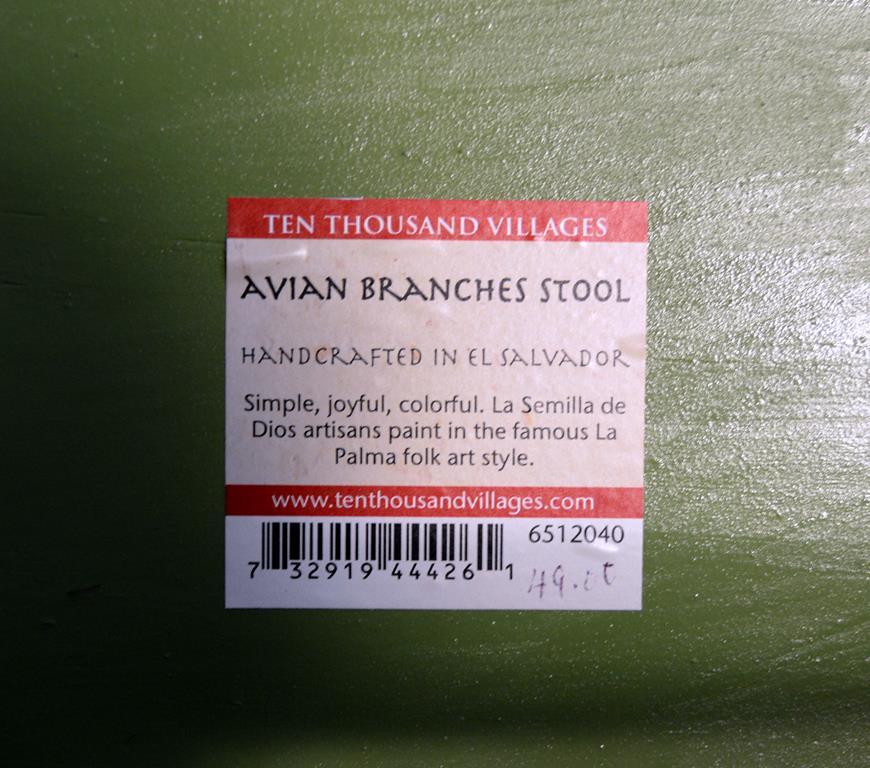 TEN THOUSAND VILLAGES
AVIAN BRANCHES STOOL
HANDCRAFTED IN EL SALVADOR
Simple, joyful, colorful. La Semilla de
Dios artisans paint in the famous La
Palma folk art style.
www.tenthousandvillages.com
6512040
7 32919 44426 1